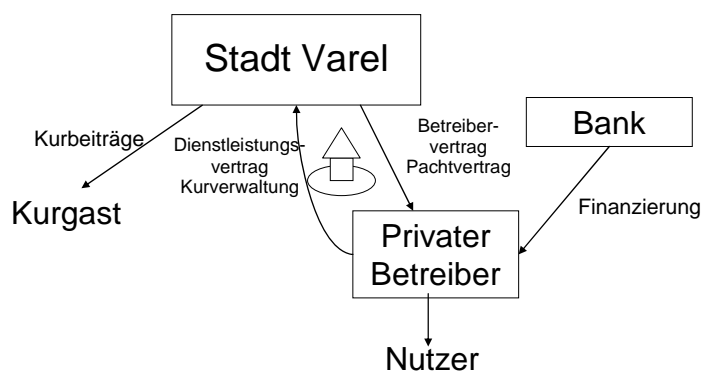 Stadt Varel
Bank
Kurbeiträge
Dienstleistungs-
vertrag
Kurverwaltung
Betreiber-
vertrag
Pachtvertrag
Kurgast
Finanzierung
Privater
Betreiber
Nutzer